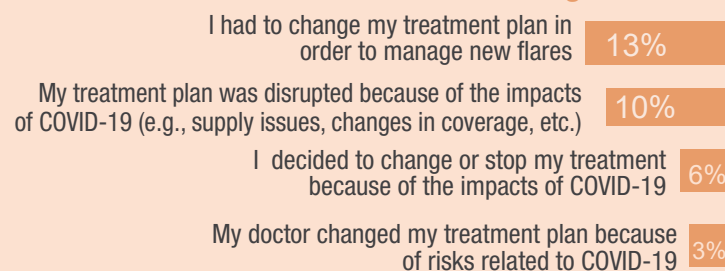 I had to change my treatment plan in
order to manage new flares
13%
My treatment plan was disrupted because of the impacts
of COVID-19 (e.g., supply issues, changes in coverage, etc.)
10%
I decided to change or stop my treatment
because of the impacts of COVID-19
6%
My doctor changed my treatment plan because
of risks related to COVID-19
3%